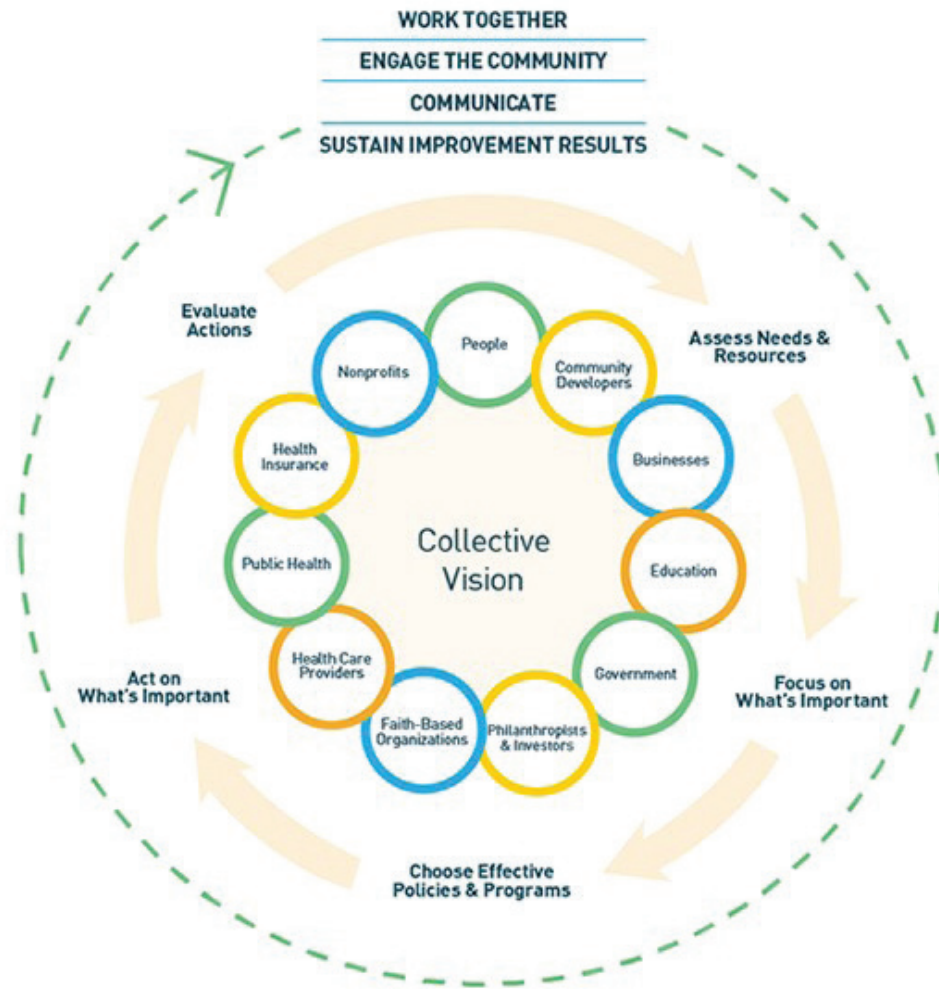 WORK TOGETHER
ENGAGE THE COMMUNITY
COMMUNICATE
SUSTAIN IMPROVEMENT RESULTS
Evaluate
Actions
Assess Needs &
Resources
Focus on
What's Important
Choose Effective
Policies & Programs
Act on
What's Important
People
Community
Developers
Businesses
Education
Government
Philanthropists
& Investors
Faith-Based
Organizations
Health Care
Providers
Public Health
Health
Insurance
Nonprofits
Collective
Vision